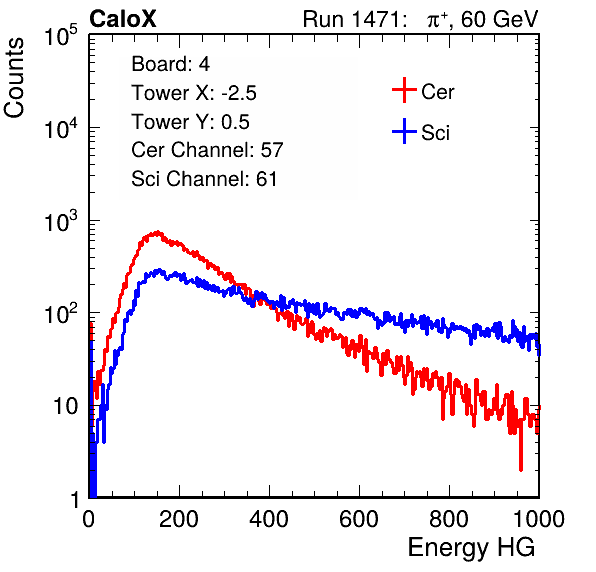 CaloX Run 1471: π⁺, 60 GeV
Counts
10⁵
10⁴
10³
10²
10
1
Board: 4
Tower X: -2.5
Tower Y: 0.5
Cer Channel: 57
Sci Channel: 61
Cer
Sci
0 200 400 600 800 1000
Energy HG